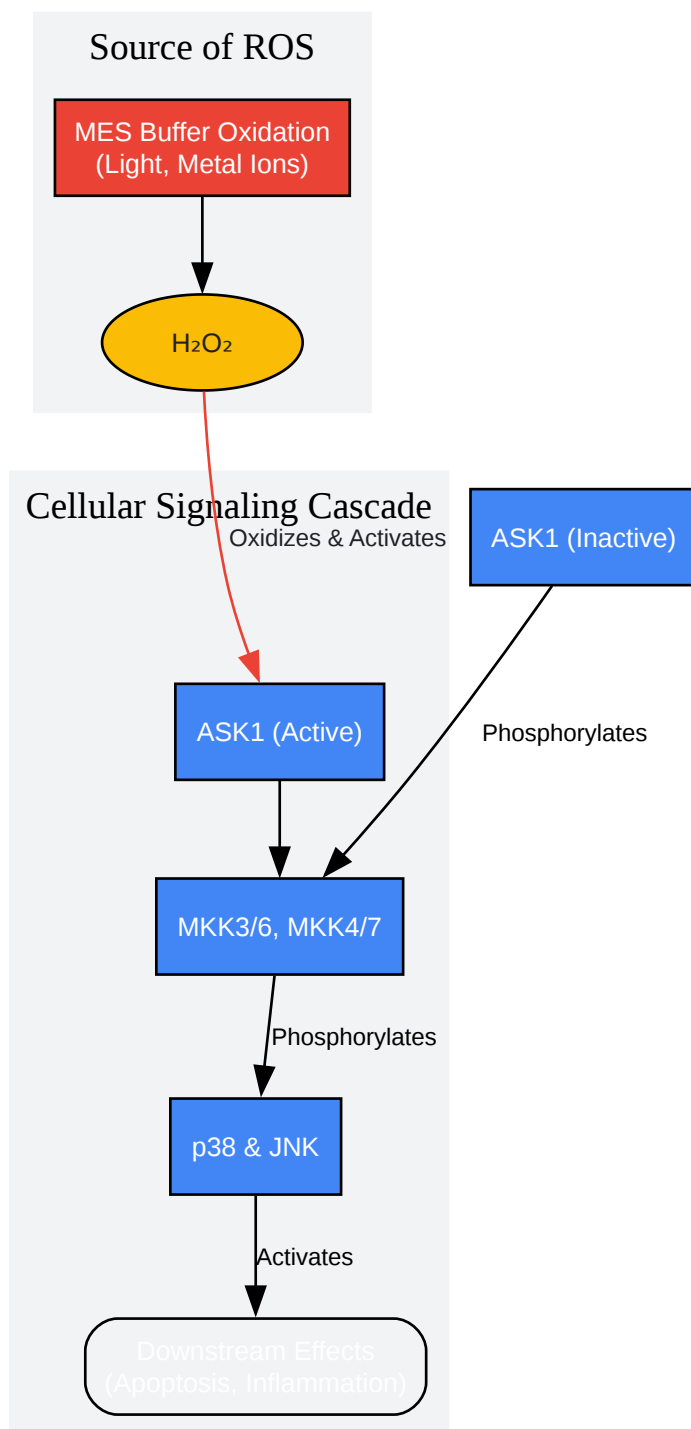 Source of ROS
MES Buffer Oxidation
(Light, Metal Ions)
H₂O₂
Cellular Signaling Cascade
Oxidizes & Activates
ASK1 (Inactive)
ASK1 (Active)
Phosphorylates
MKK3/6, MKK4/7
Phosphorylates
p38 & JNK
Activates
Downstream Effects
(Apoptosis, Inflammation)